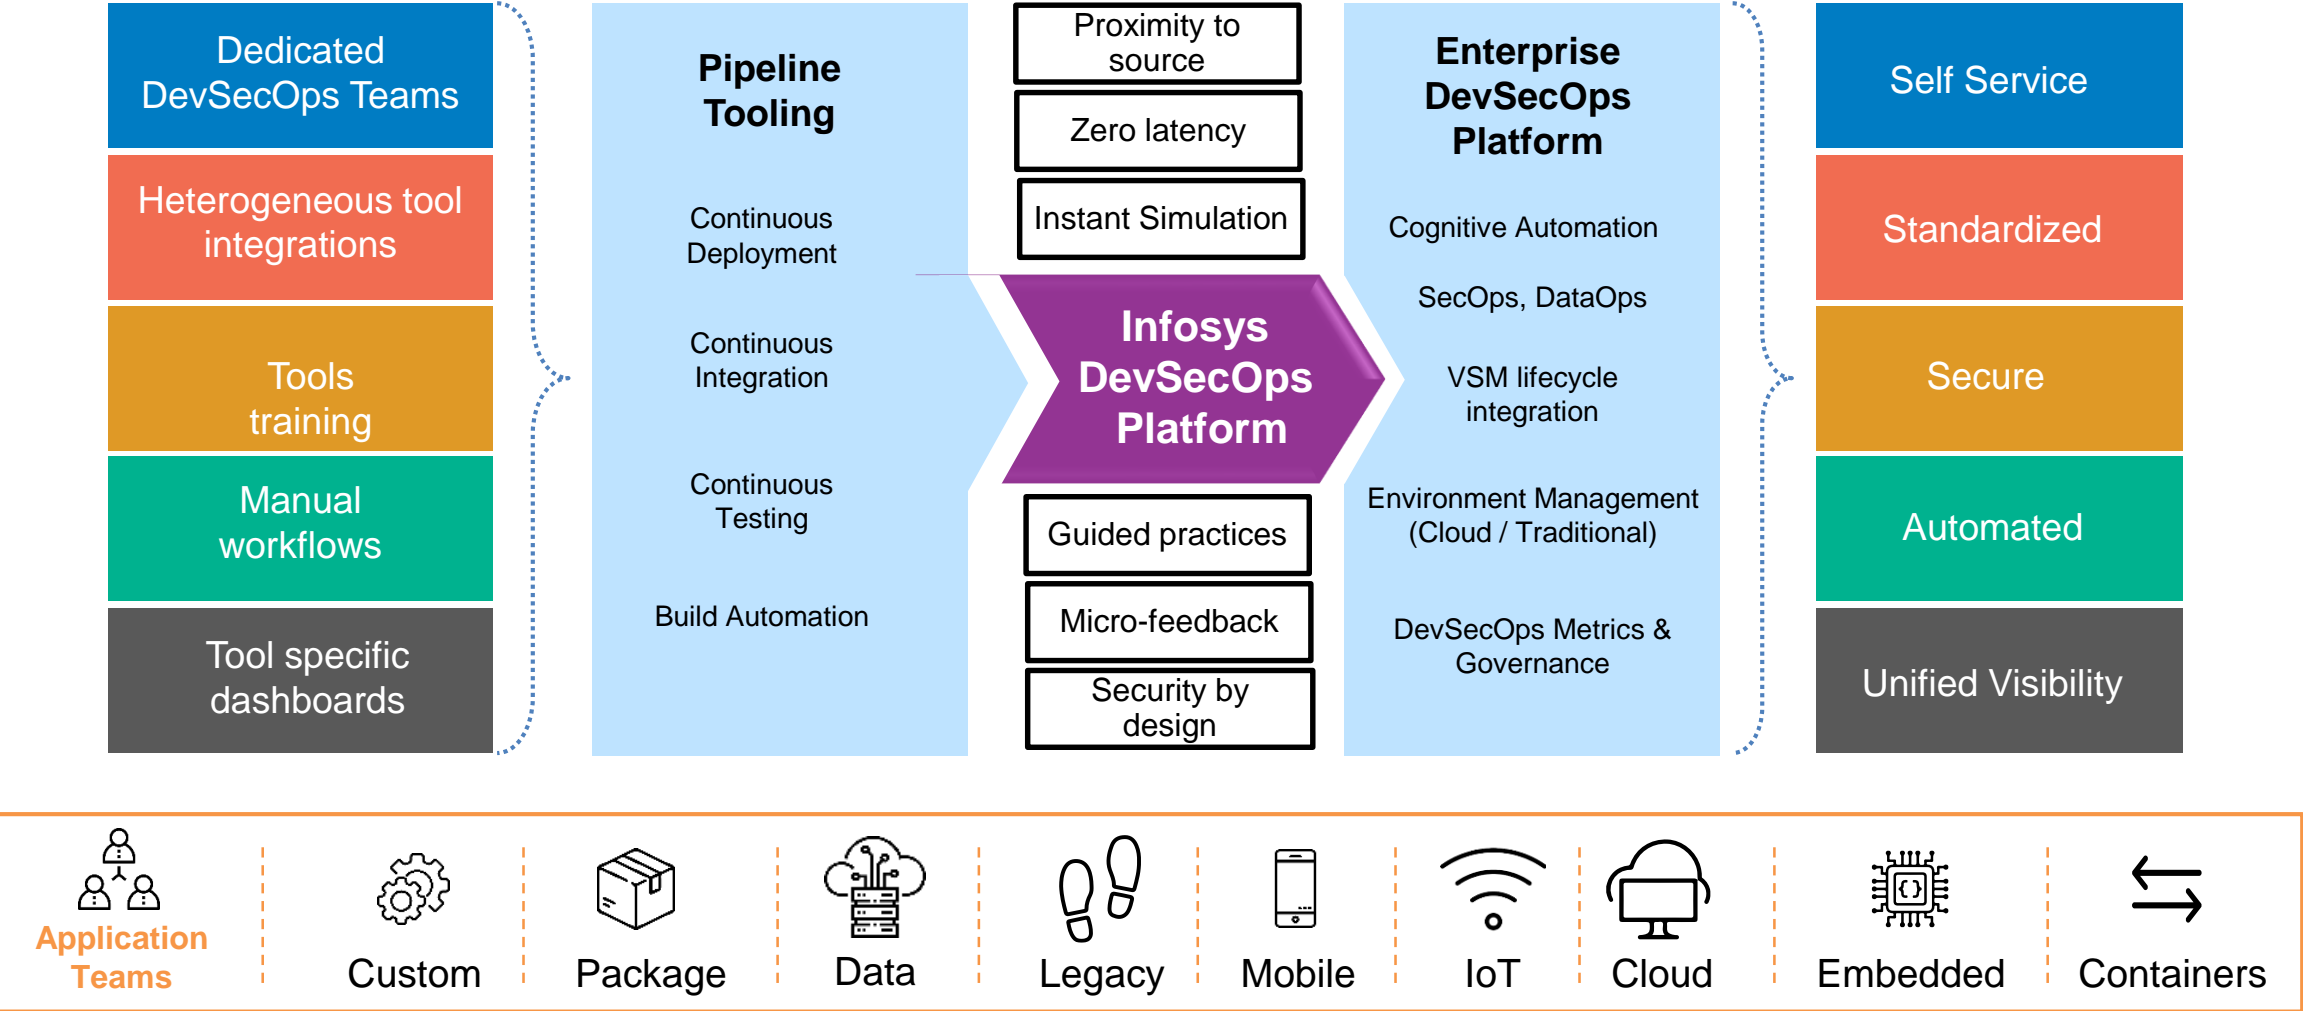 Dedicated
DevSecOps Teams
Heterogeneous tool
integrations
Tools
training
Manual
workflows
Tool specific
dashboards
Pipeline
Tooling
Continuous
Deployment
Continuous
Integration
Continuous
Testing
Build Automation
Proximity to
source
Zero latency
Instant Simulation
Infosys
DevSecOps
Platform
Guided practices
Micro-feedback
Security by
design
Enterprise
DevSecOps
Platform
Cognitive Automation
SecOps, DataOps
VSM lifecycle
integration
Environment Management
(Cloud / Traditional)
DevSecOps Metrics &
Governance
Self Service
Standardized
Secure
Automated
Unified Visibility
Application
Teams
Custom
Package
Data
Legacy
Mobile
IoT
Cloud
Embedded
Containers